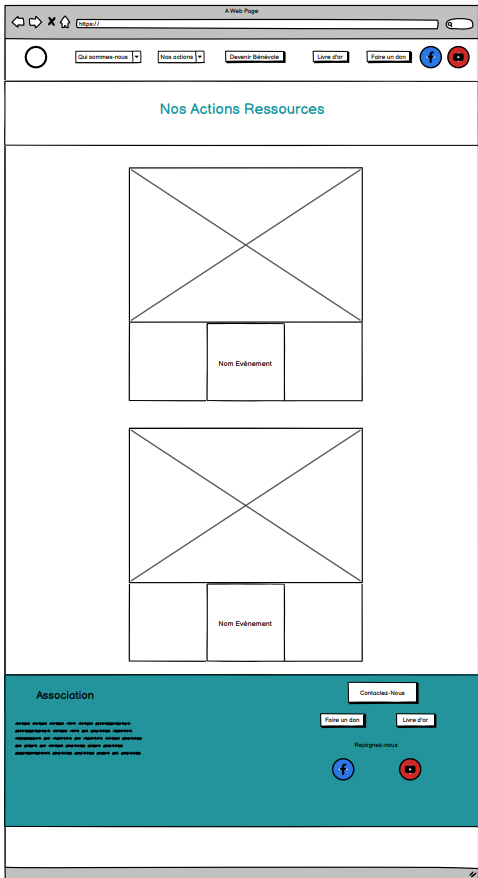 A Web Page
https://
Qui sommes-nous
Nos actions
Devenir Bénévole
Livre d'or
Faire un don
Nos Actions Ressources
Nom Evènement
Nom Evènement
Association
Contactez-Nous
Faire un don
Livre d'or
Rejoignez-nous